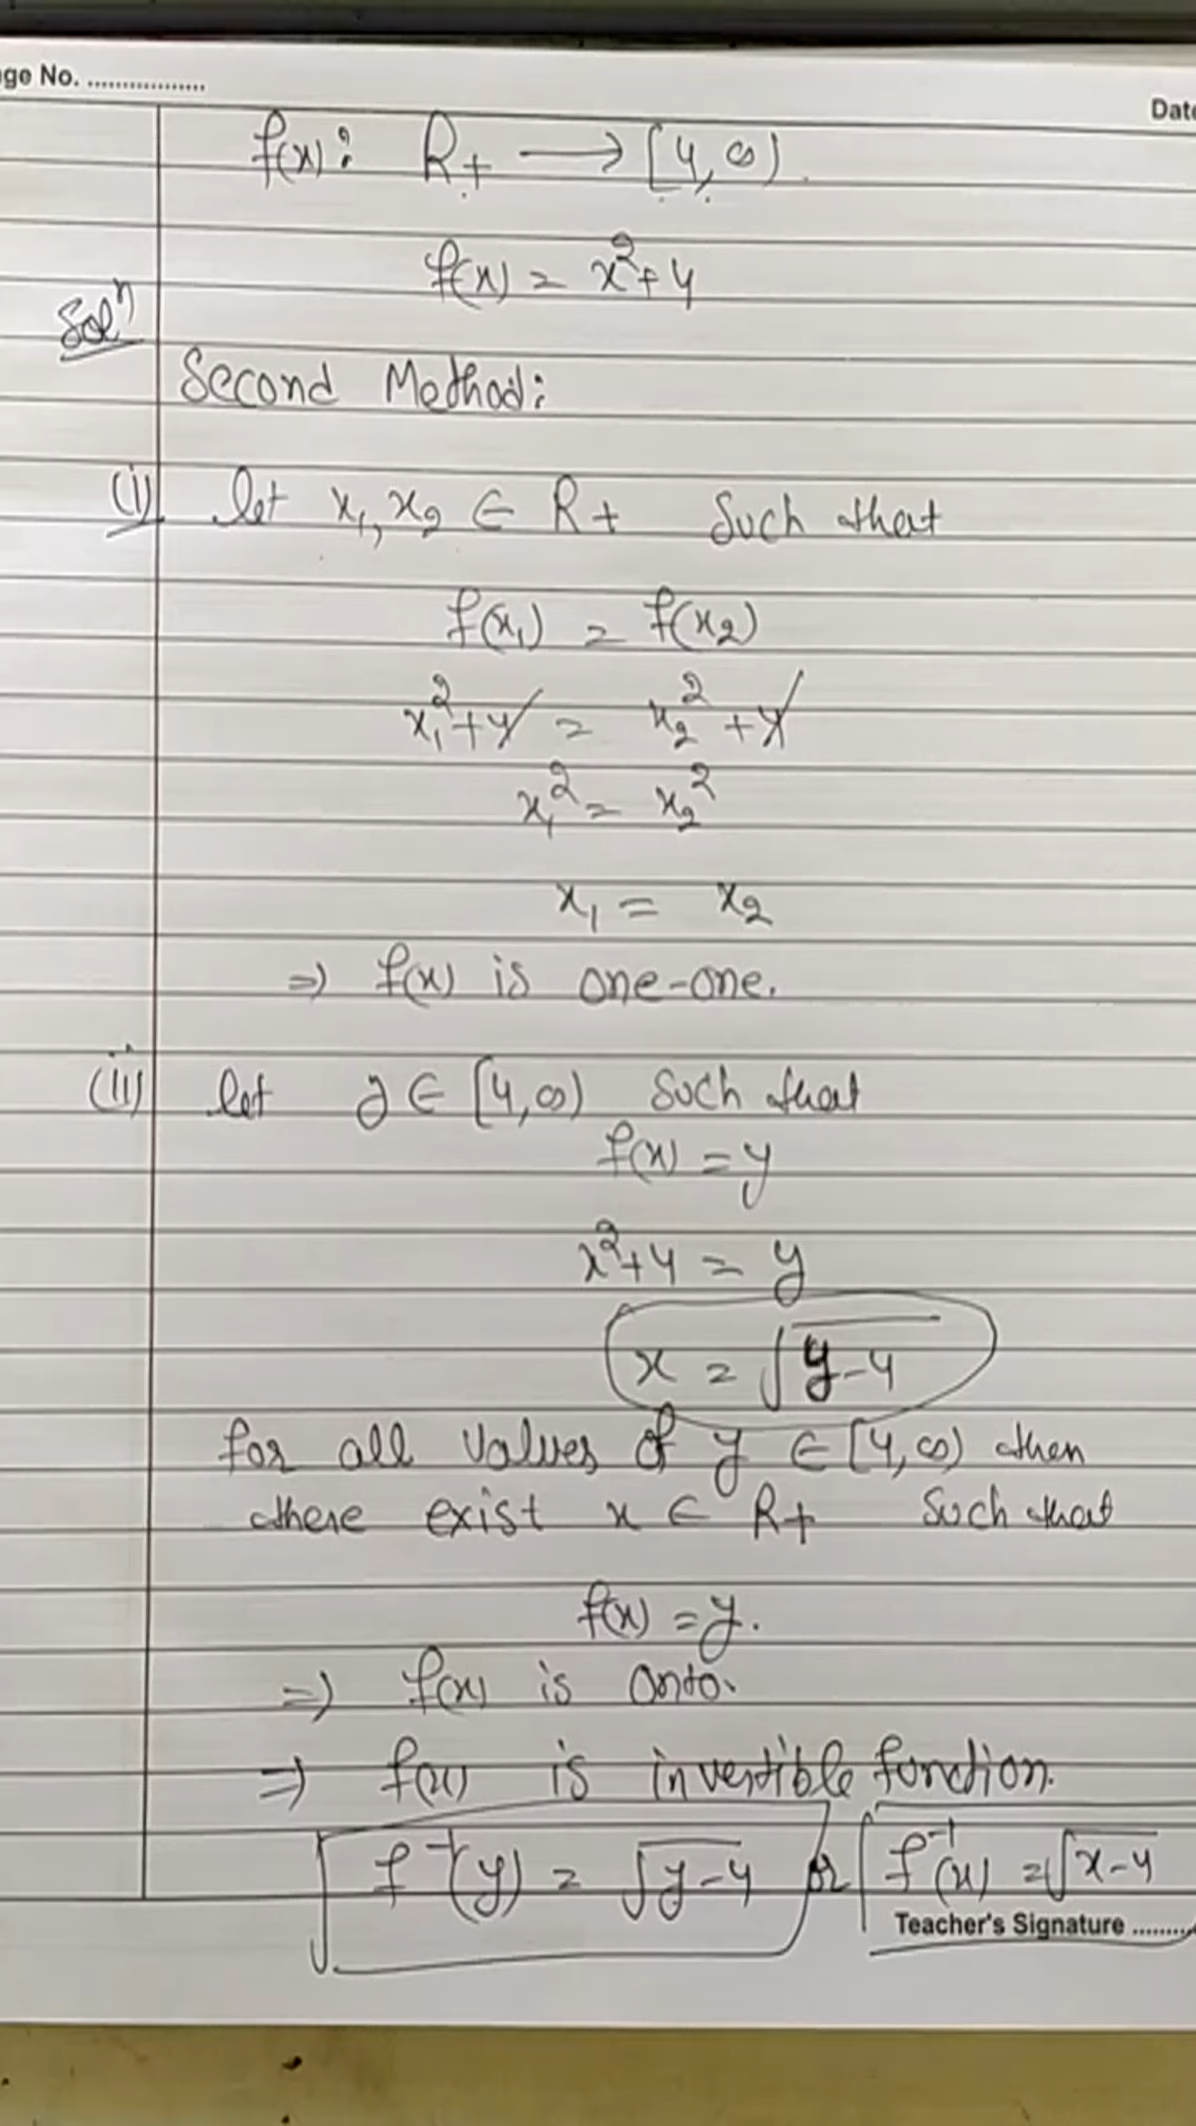 ge No. .................
Date
f(x): R+ → [4, ∞).
f(x) = x²+4
Solⁿ
Second Method:
(i) let x₁, x₂ ∈ R+ Such that
f(x₁) = f(x₂)
x₁²+4 = x₂²+4
x₁² = x₂²
x₁ = x₂
⇒ f(x) is one-one.
(ii) let y ∈ [4, ∞) Such that
f(x) = y
x²+4 = y
x = √y-4
for all values of y ∈ [4, ∞) then
there exist x ∈ R+ Such that
f(x) = y.
⇒ f(x) is onto.
⇒ f(x) is invertible function.
f⁻¹(y) = √y-4 or f⁻¹(x) = √x-4
Teacher's Signature .........